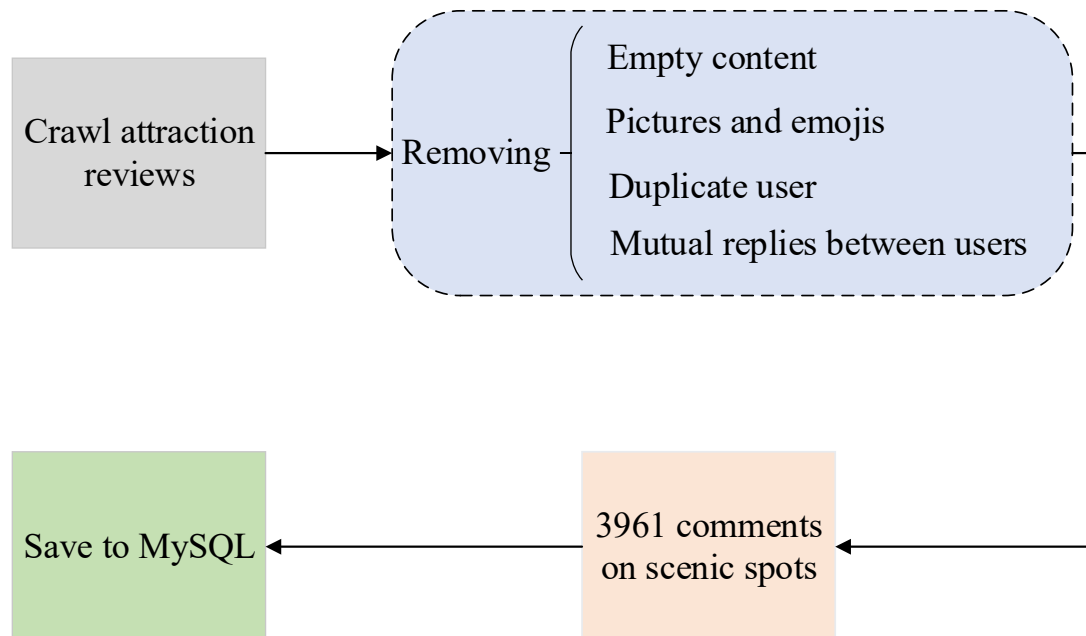 Crawl attraction
reviews
Removing
Empty content
Pictures and emojis
Duplicate user
Mutual replies between users
Save to MySQL
3961 comments
on scenic spots